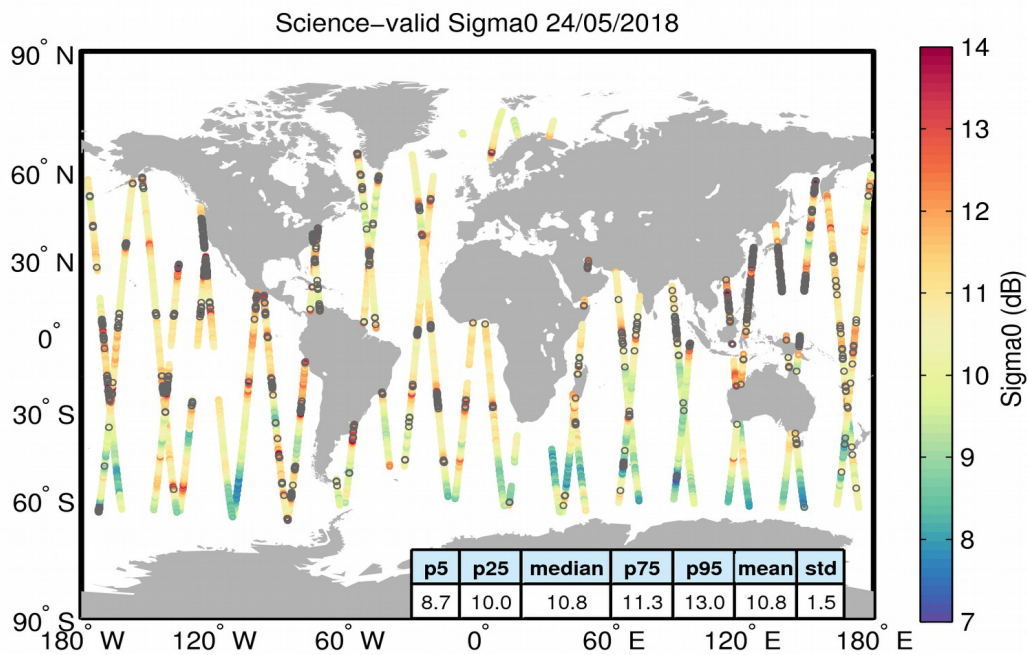 Science−valid Sigma0 24/05/2018
90° N
60° N
30° N
0°
30° S
60° S
90° S
180° W
120° W
60° W
0°
60° E
120° E
180° E
14
13
12
11
10
9
8
7
Sigma0 (dB)
p5 p25 median p75 p95 mean std
8.7 10.0 10.8 11.3 13.0 10.8 1.5